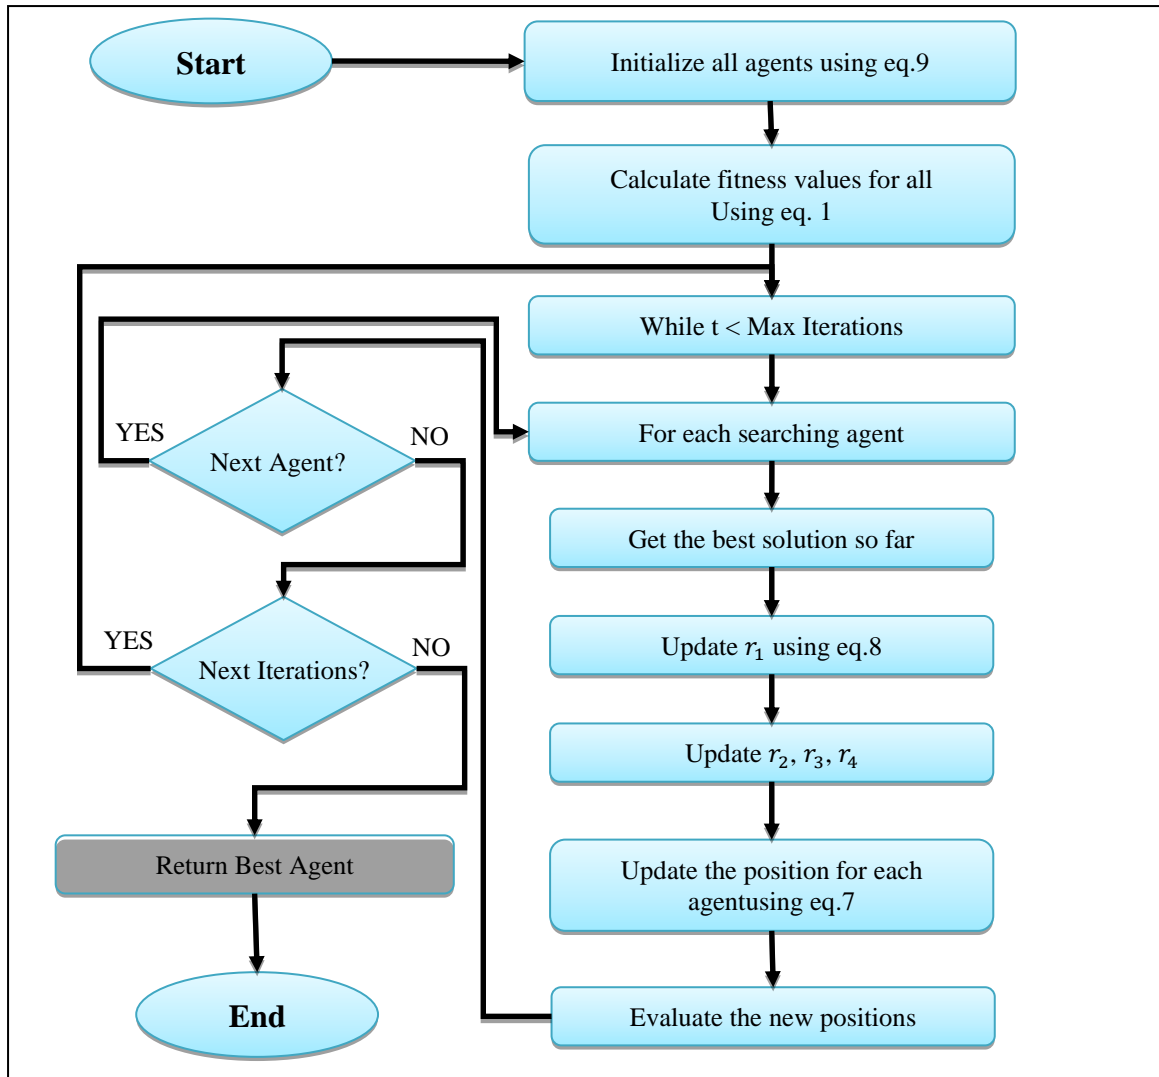 Start
Initialize all agents using eq.9
Calculate fitness values for all
Using eq. 1
While t < Max Iterations
For each searching agent
Get the best solution so far
Update r₁ using eq.8
Update r₂, r₃, r₄
Update the position for each
agentusing eq.7
Evaluate the new positions
YES
Next Agent?
NO
YES
Next Iterations?
NO
Return Best Agent
End